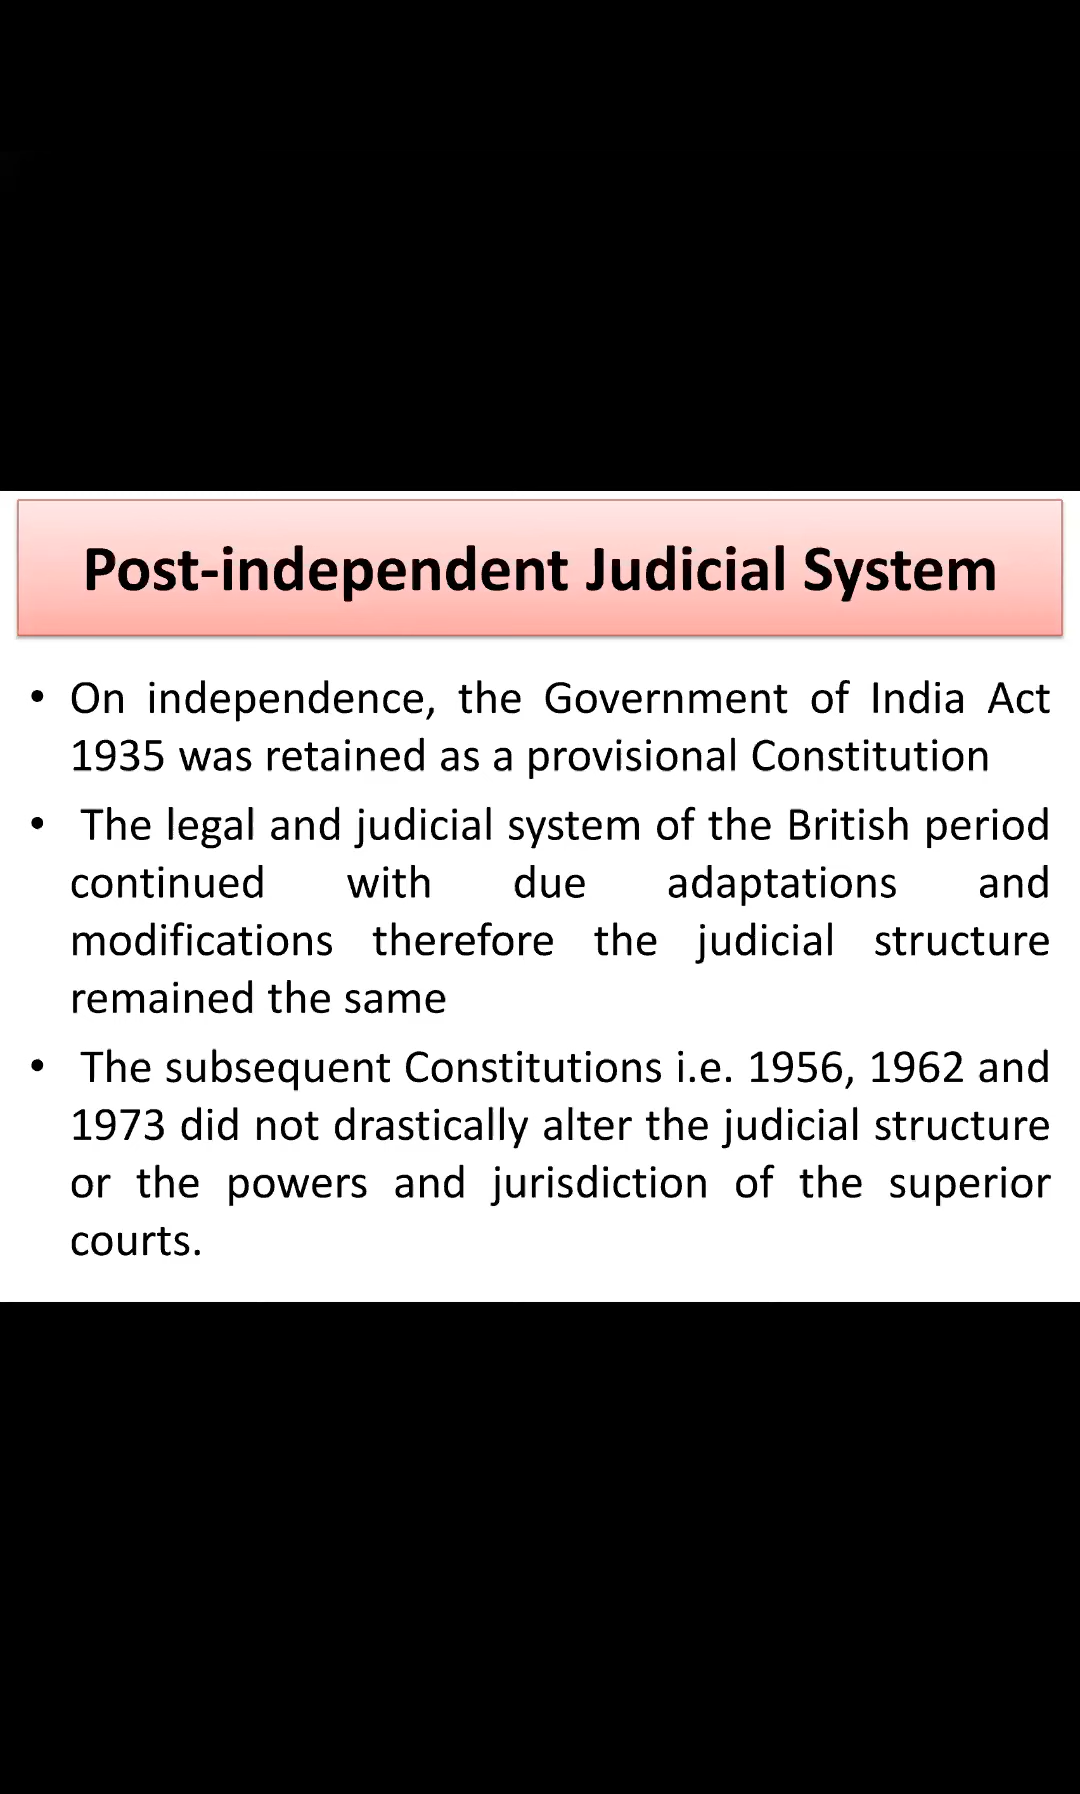 Post-independent Judicial System
• On independence, the Government of India Act
1935 was retained as a provisional Constitution
• The legal and judicial system of the British period
continued with due adaptations and
modifications therefore the judicial structure
remained the same
• The subsequent Constitutions i.e. 1956, 1962 and
1973 did not drastically alter the judicial structure
or the powers and jurisdiction of the superior
courts.